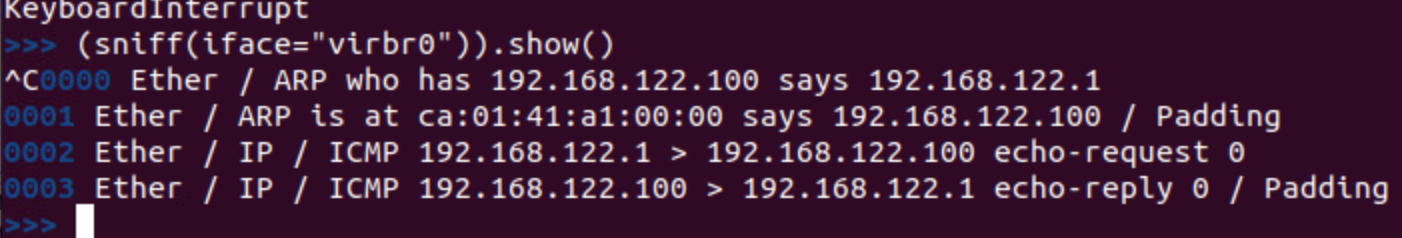 KeyboardInterrupt
>>> (sniff(iface="virbr0")).show()
^C0000 Ether / ARP who has 192.168.122.100 says 192.168.122.1
0001 Ether / ARP is at ca:01:41:a1:00:00 says 192.168.122.100 / Padding
0002 Ether / IP / ICMP 192.168.122.1 > 192.168.122.100 echo-request 0
0003 Ether / IP / ICMP 192.168.122.100 > 192.168.122.1 echo-reply 0 / Padding
>>>